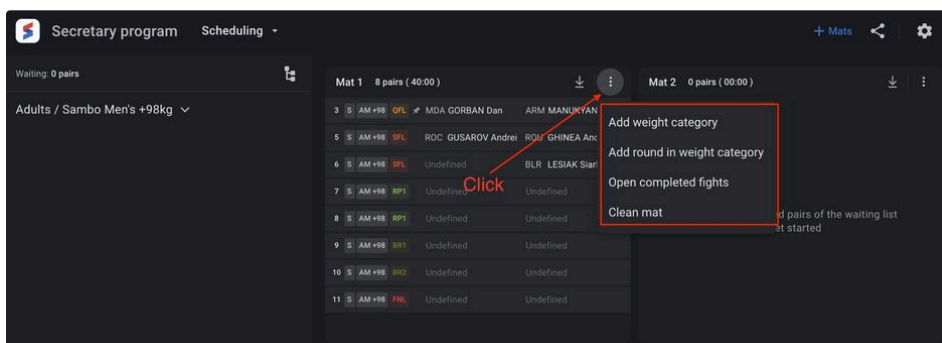 Secretary program Scheduling + Mats
Waiting: 0 pairs
Adults / Sambo Men's +98kg
Mat 1 8 pairs ( 40:00 )
3 S AM +98 QFL MDA GORBAN Dan ARM MANUKYAN
5 S AM +98 SFL ROC GUSAROV Andrei ROU GHINEA
6 S AM +98 SFL Undefined BLR LESIAK
7 S AM +98 RP1 Undefined Undefined
8 S AM +98 RP1 Undefined Undefined
9 S AM +98 BR1 Undefined Undefined
10 S AM +98 BR2 Undefined Undefined
11 S AM +98 FNL Undefined Undefined
Click
Add weight category
Add round in weight category
Open completed fights
Clean mat
Mat 2 0 pairs ( 00:00 )
pairs of the waiting list
started